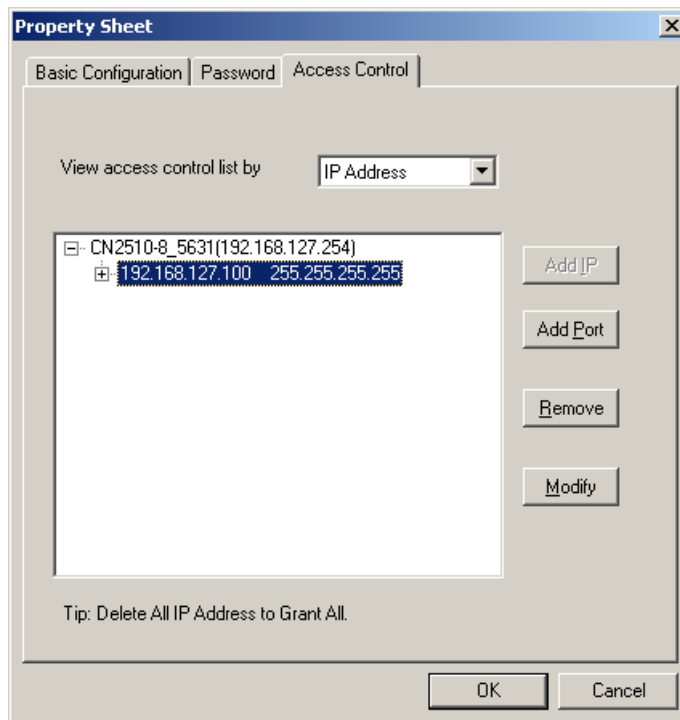 Property Sheet
Basic Configuration Password Access Control
View access control list by IP Address
CN2510-8_5631(192.168.127.254)
192.168.127.100 255.255.255.255
Add IP
Add Port
Remove
Modify
Tip: Delete All IP Address to Grant All.
OK Cancel